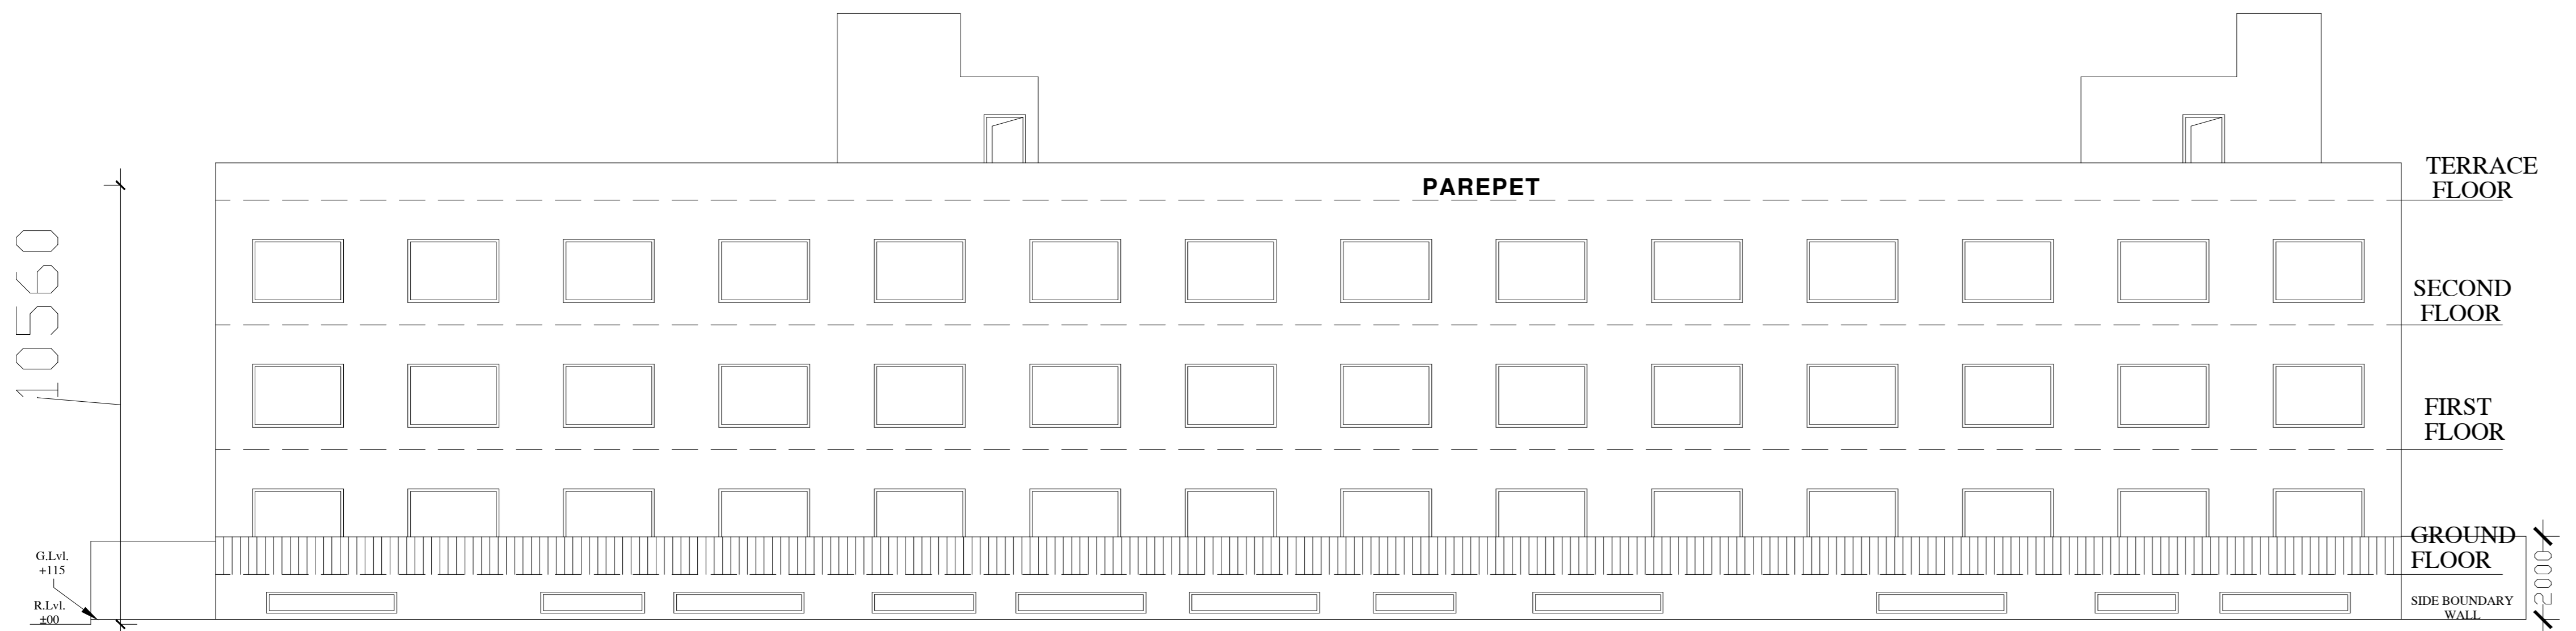 TERRACE
FLOOR
PAREPET
10560
SECOND
FLOOR
FIRST
FLOOR
GROUND
FLOOR
G.Lvl.
+115
R.Lvl.
±00
2000
SIDE BOUNDARY
WALL